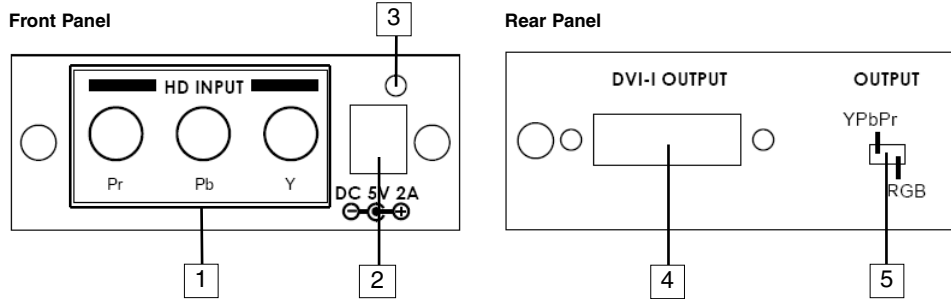 Front Panel
3
HD INPUT
Pr Pb Y
DC 5V 2A
1
2
Rear Panel
DVI-I OUTPUT
OUTPUT
YPbPr
RGB
4
5